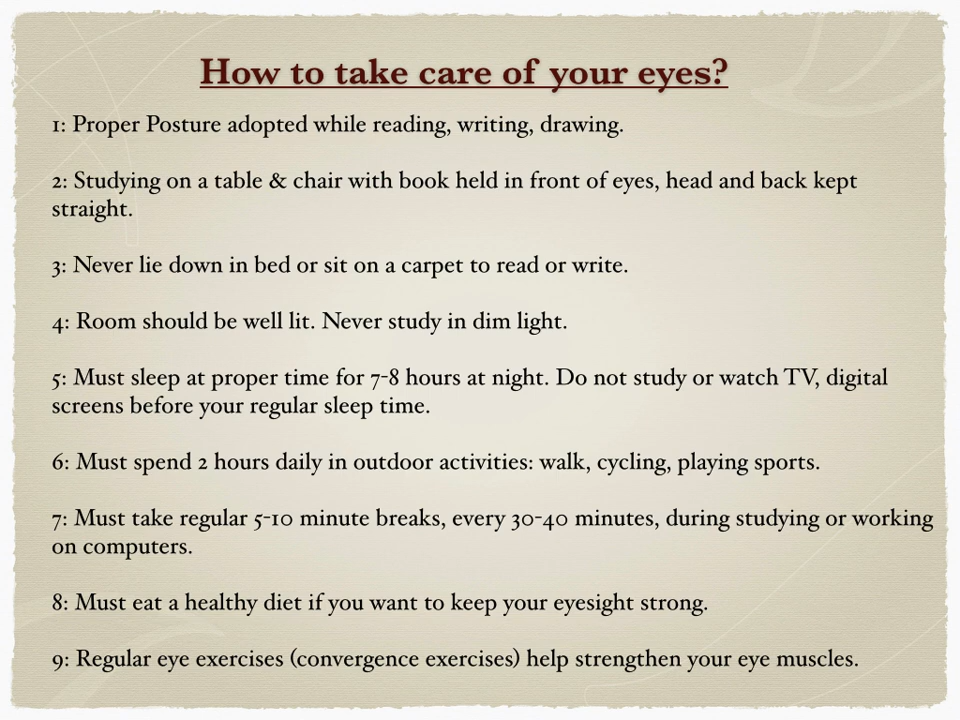 How to take care of your eyes?
1: Proper Posture adopted while reading, writing, drawing.
2: Studying on a table & chair with book held in front of eyes, head and back kept
straight.
3: Never lie down in bed or sit on a carpet to read or write.
4: Room should be well lit. Never study in dim light.
5: Must sleep at proper time for 7-8 hours at night. Do not study or watch TV, digital
screens before your regular sleep time.
6: Must spend 2 hours daily in outdoor activities: walk, cycling, playing sports.
7: Must take regular 5-10 minute breaks, every 30-40 minutes, during studying or working
on computers.
8: Must eat a healthy diet if you want to keep your eyesight strong.
9: Regular eye exercises (convergence exercises) help strengthen your eye muscles.